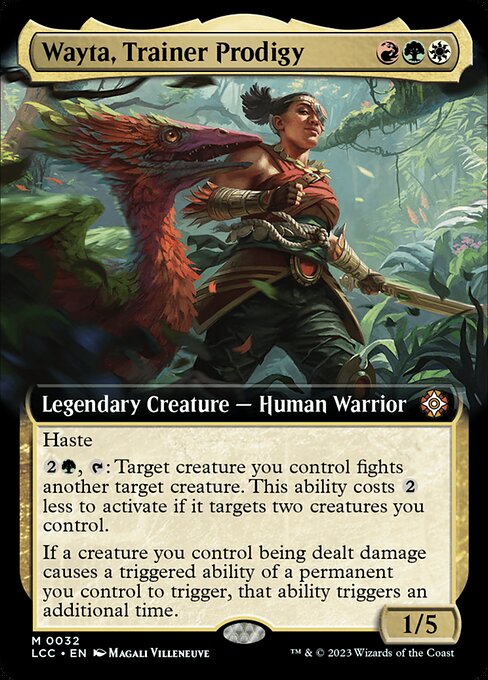 Wayta, Trainer Prodigy
Legendary Creature — Human Warrior
Haste
2, : Target creature you control fights
another target creature. This ability costs 2
less to activate if it targets two creatures you
control.
If a creature you control being dealt damage
causes a triggered ability of a permanent
you control to trigger, that ability triggers an
additional time.
1/5
M 0032
LCC • EN MAGALI VILLENEUVE
™ & © 2023 Wizards of the Coast